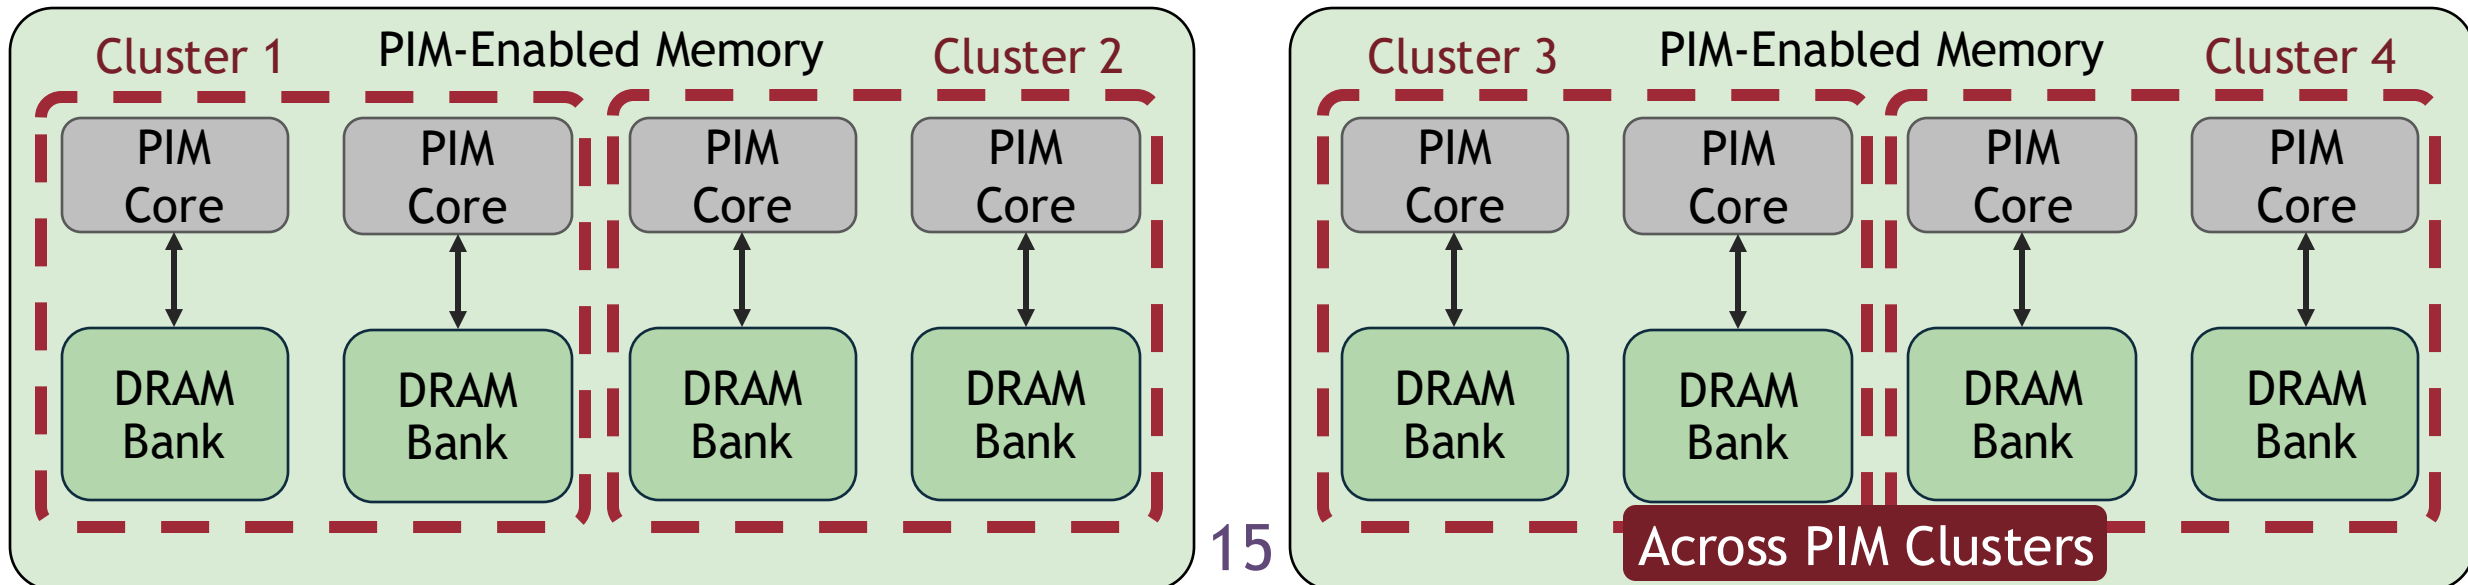 Cluster 1
PIM-Enabled Memory
Cluster 2
PIM
Core
PIM
Core
PIM
Core
PIM
Core
DRAM
Bank
DRAM
Bank
DRAM
Bank
DRAM
Bank
15
Cluster 3
PIM-Enabled Memory
Cluster 4
PIM
Core
PIM
Core
PIM
Core
PIM
Core
DRAM
Bank
DRAM
Bank
DRAM
Bank
DRAM
Bank
Across PIM Clusters